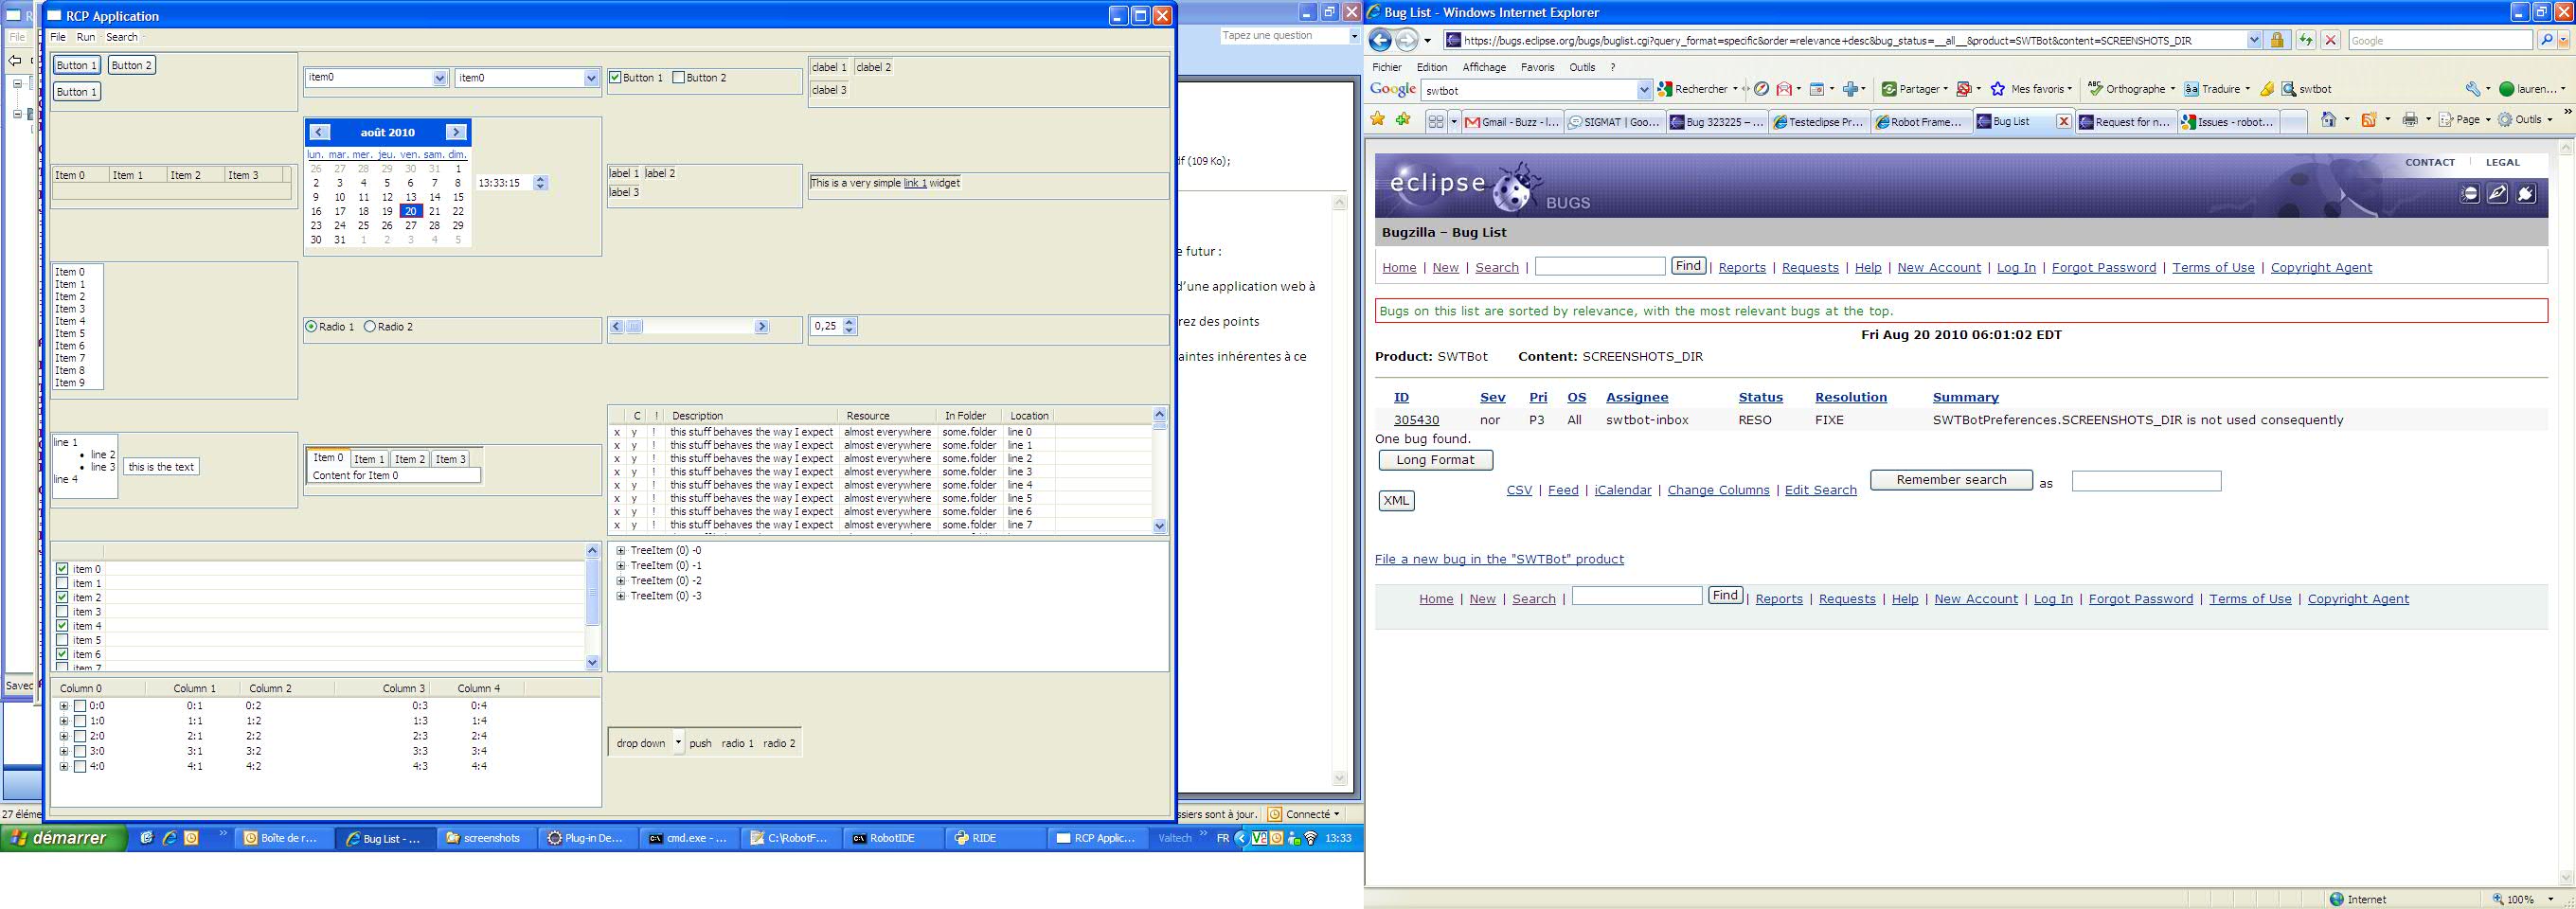 RCP Application
File Run Search
Button 1 Button 2
Button 1
item0 item0
Button 1 Button 2
clabel 1 clabel 2
clabel 3
Item 0 Item 1 Item 2 Item 3
août 2010
lun. mar. mer. jeu. ven. sam. dim.
26 27 28 29 30 31 1
2 3 4 5 6 7 8
9 10 11 12 13 14 15
16 17 18 19 20 21 22
23 24 25 26 27 28 29
30 31 1 2 3 4 5
13:33:15
label 1 label 2
label 3
This is a very simple link 1 widget
Item 0
Item 1
Item 2
Item 3
Item 4
Item 5
Item 6
Item 7
Item 8
Item 9
Radio 1 Radio 2
0,25
line 1
line 2
line 3
line 4
this is the text
Item 0 Item 1 Item 2 Item 3
Content for Item 0
C ! Description Resource In Folder Location
x y ! this stuff behaves the way I expect almost everywhere some.folder line 0
x y ! this stuff behaves the way I expect almost everywhere some.folder line 1
x y ! this stuff behaves the way I expect almost everywhere some.folder line 2
x y ! this stuff behaves the way I expect almost everywhere some.folder line 3
x y ! this stuff behaves the way I expect almost everywhere some.folder line 4
x y ! this stuff behaves the way I expect almost everywhere some.folder line 5
x y ! this stuff behaves the way I expect almost everywhere some.folder line 6
x y ! this stuff behaves the way I expect almost everywhere some.folder line 7
item 0
item 1
item 2
item 3
item 4
item 5
item 6
item 7
TreeItem (0) -0
TreeItem (0) -1
TreeItem (0) -2
TreeItem (0) -3
Column 0 Column 1 Column 2 Column 3 Column 4
0:0 0:1 0:2 0:3 0:4
1:0 1:1 1:2 1:3 1:4
2:0 2:1 2:2 2:3 2:4
3:0 3:1 3:2 3:3 3:4
4:0 4:1 4:2 4:3 4:4
drop down push radio 1 radio 2
File
Tapez une question
df (109 Ko);
e futur :
d'une application web à
rez des points
aintes inhérentes à ce
Saved
27 éléme
ssiers sont à jour. Connecté
démarrer Boîte de r... Bug List - ... screenshots Plug-in De... cmd.exe - ... C:\RobotF... RobotIDE RIDE RCP Applic... Valtech FR 13:33
Bug List - Windows Internet Explorer
https://bugs.eclipse.org/bugs/buglist.cgi?query_format=specific&order=relevance+desc&bug_status=__all__&product=SWTBot&content=SCREENSHOTS_DIR Google
Fichier Edition Affichage Favoris Outils ?
Google swtbot Rechercher Partager Mes favoris Orthographe Traduire swtbot lauren...
Gmail - Buzz - l... SIGMAT | Goo... Bug 323225 – ... Testeclipse Pr... Robot Frame... Bug List Request for n... Issues - robot... Page Outils
CONTACT LEGAL
eclipse BUGS
Bugzilla – Bug List
Home | New | Search | Find | Reports | Requests | Help | New Account | Log In | Forgot Password | Terms of Use | Copyright Agent
Bugs on this list are sorted by relevance, with the most relevant bugs at the top.
Fri Aug 20 2010 06:01:02 EDT
Product: SWTBot Content: SCREENSHOTS_DIR
ID Sev Pri OS Assignee Status Resolution Summary
305430 nor P3 All swtbot-inbox RESO FIXE SWTBotPreferences.SCREENSHOTS_DIR is not used consequently
One bug found.
Long Format
XML
CSV | Feed | iCalendar | Change Columns | Edit Search
Remember search as
File a new bug in the "SWTBot" product
Home | New | Search | Find | Reports | Requests | Help | New Account | Log In | Forgot Password | Terms of Use | Copyright Agent
Internet 100%